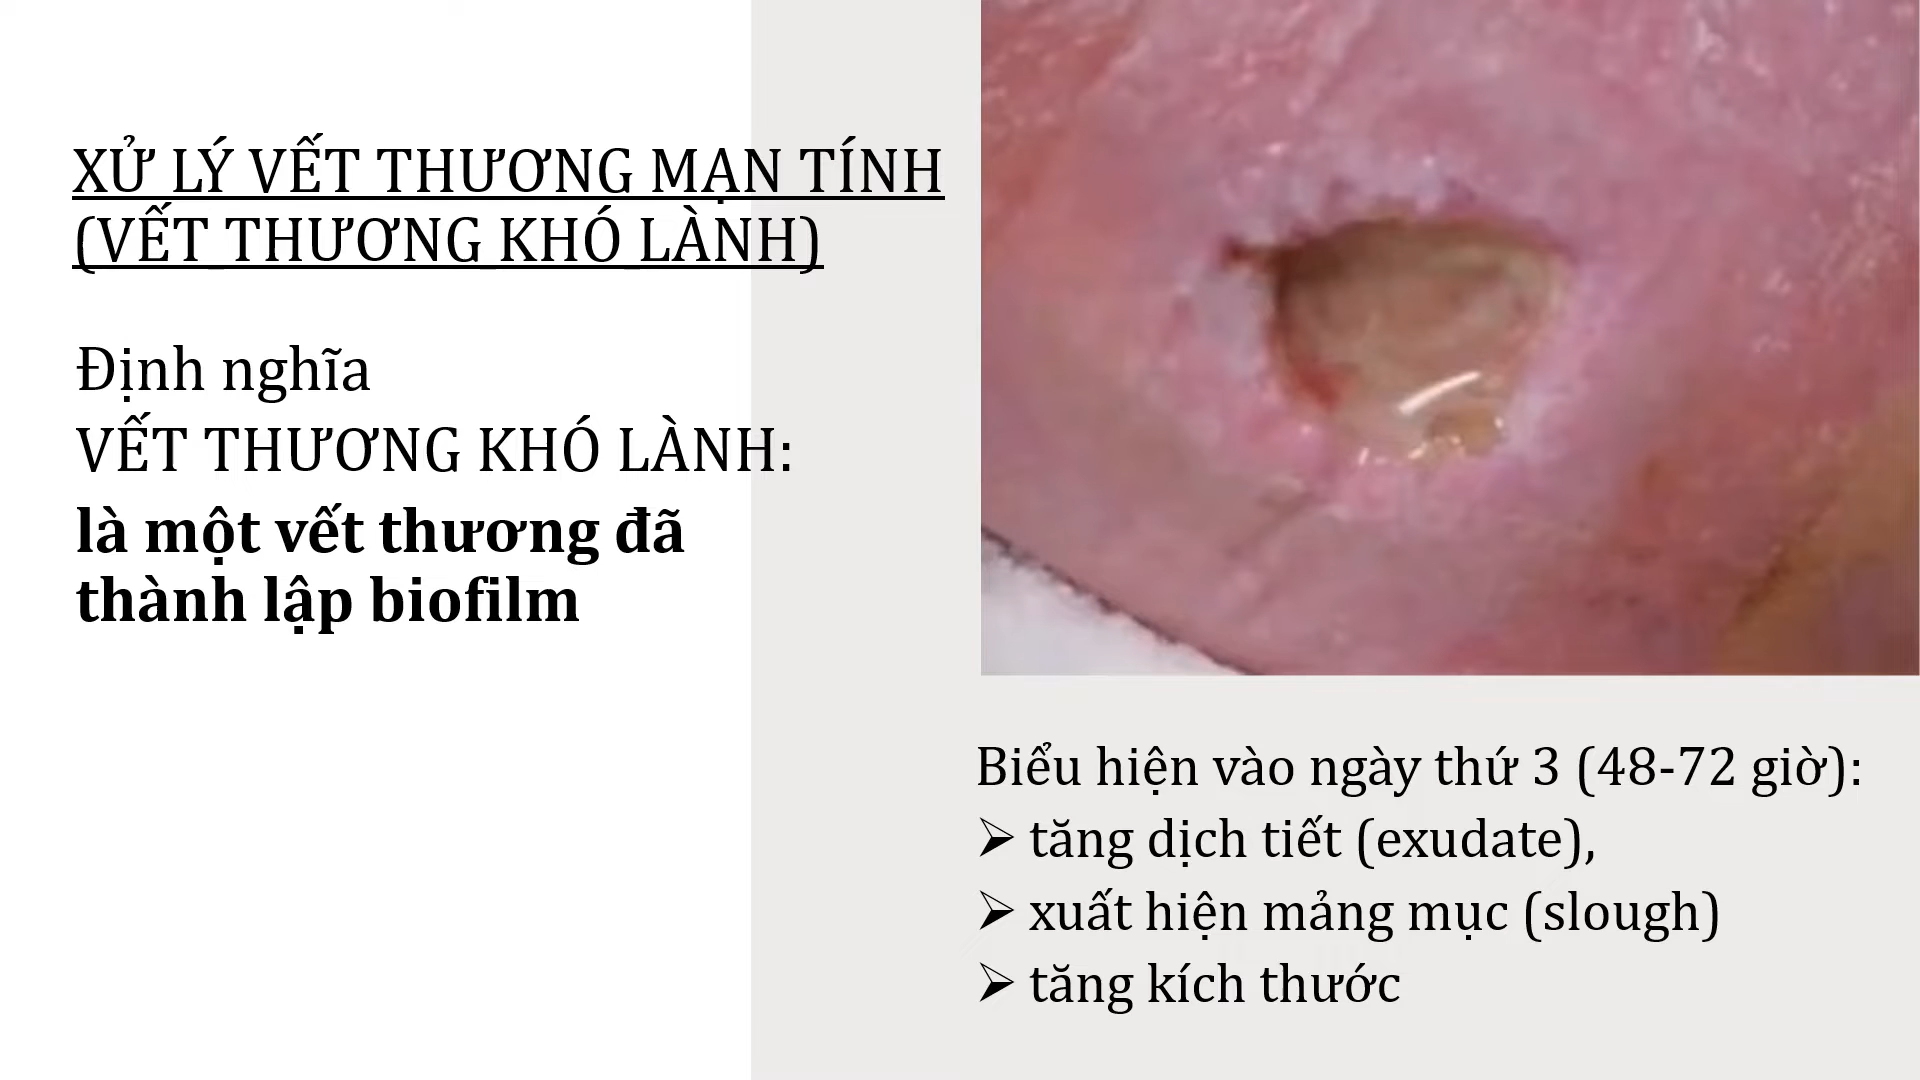 XỬ LÝ VẾT THƯƠNG MẠN TÍNH
(VẾT THƯƠNG KHÓ LÀNH)
Định nghĩa
VẾT THƯƠNG KHÓ LÀNH:
là một vết thương đã
thành lập biofilm
Biểu hiện vào ngày thứ 3 (48-72 giờ):
➢ tăng dịch tiết (exudate),
➢ xuất hiện mảng mục (slough)
➢ tăng kích thước